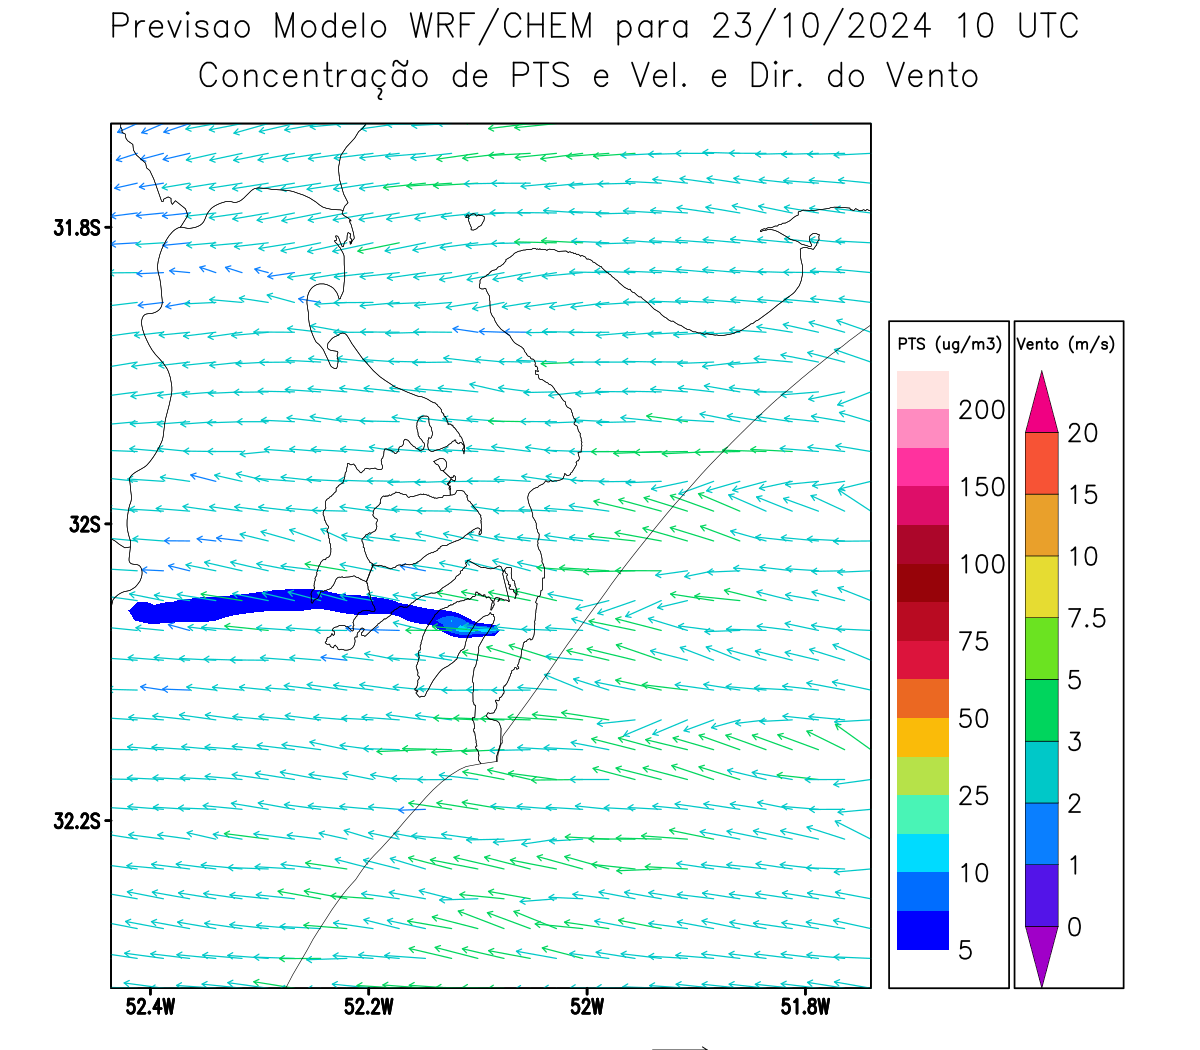 Previsao Modelo WRF/CHEM para 23/10/2024 10 UTC
Concentração de PTS e Vel. e Dir. do Vento
31.8S
32S
32.2S
52.4W 52.2W 52W 51.8W
PTS (ug/m3)
200
150
100
75
50
25
10
5
Vento (m/s)
20
15
10
7.5
5
3
2
1
0